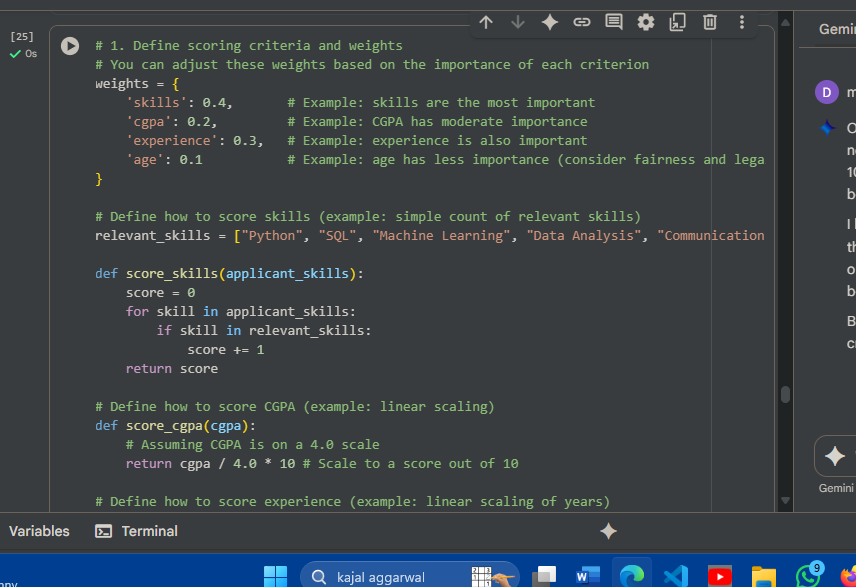 [25]
0s
# 1. Define scoring criteria and weights
# You can adjust these weights based on the importance of each criterion
weights = {
    'skills': 0.4,       # Example: skills are the most important
    'cgpa': 0.2,         # Example: CGPA has moderate importance
    'experience': 0.3,   # Example: experience is also important
    'age': 0.1           # Example: age has less importance (consider fairness and lega
}
# Define how to score skills (example: simple count of relevant skills)
relevant_skills = ["Python", "SQL", "Machine Learning", "Data Analysis", "Communication
def score_skills(applicant_skills):
    score = 0
    for skill in applicant_skills:
        if skill in relevant_skills:
            score += 1
    return score
# Define how to score CGPA (example: linear scaling)
def score_cgpa(cgpa):
    # Assuming CGPA is on a 4.0 scale
    return cgpa / 4.0 * 10 # Scale to a score out of 10
# Define how to score experience (example: linear scaling of years)
Gemin
D
Gemini
Variables
Terminal
kajal aggarwal
9